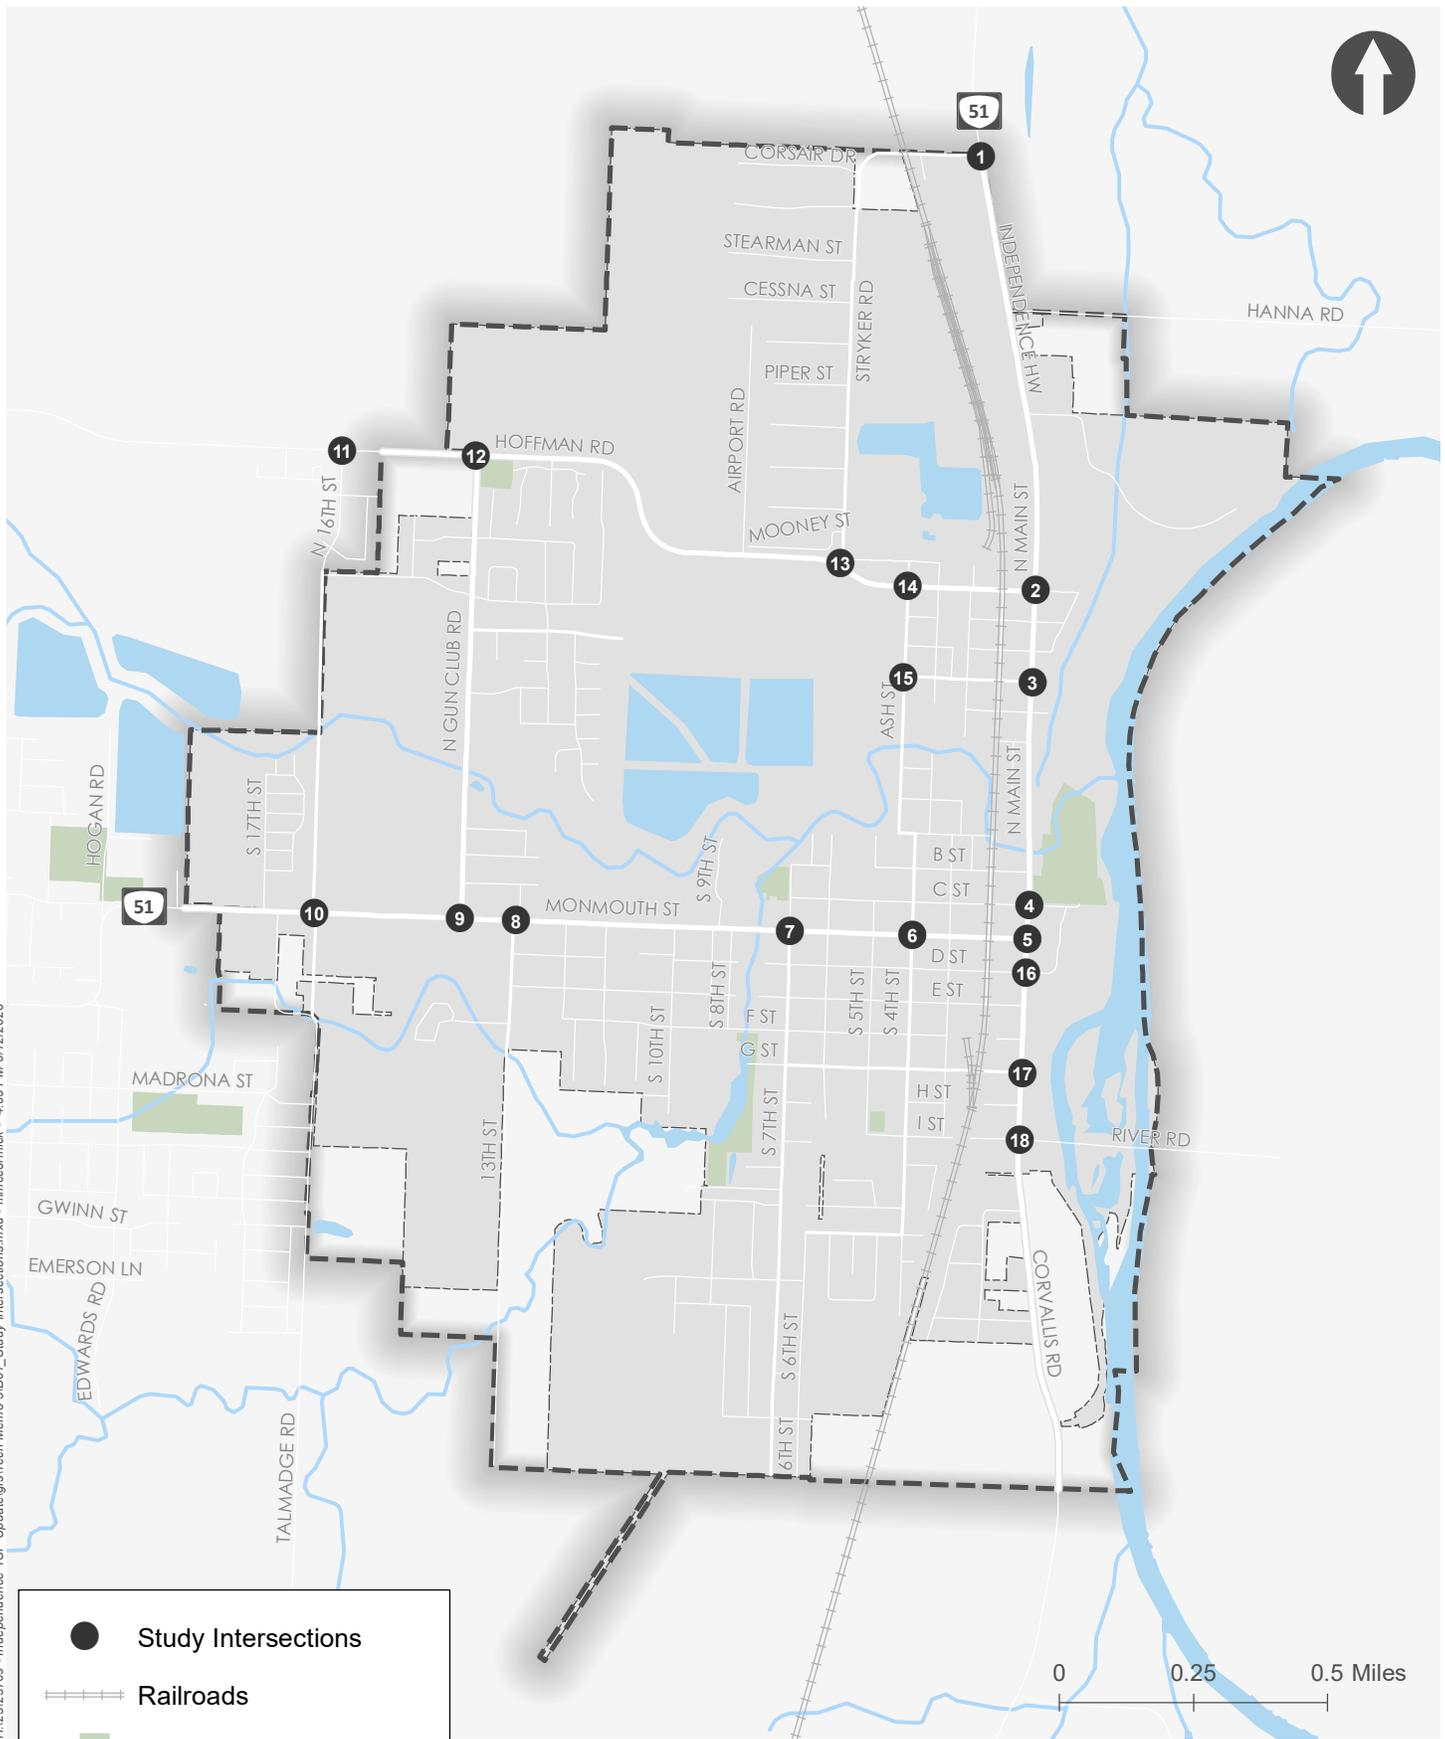 51
1
CORSAIR DR
INDEPENDENCE HW
STEARMAN ST
CESSNA ST
STRYKER RD
HANNA RD
PIPER ST
AIRPORT RD
11
12
HOFFMAN RD
N 16TH ST
N MAIN ST
MOONEY ST
13
14
2
N GUN CLUB RD
15
3
ASH ST
N MAIN ST
HOGAN RD
S 17TH ST
S 9TH ST
B ST
C ST
51
10
9
8
MONMOUTH ST
7
6
4
5
D ST
16
E ST
S 8TH ST
S 5TH ST
S 4TH ST
S 10TH ST
F ST
G ST
MADRONA ST
17
H ST
I ST
13TH ST
S 7TH ST
18
RIVER RD
GWINN ST
EMERSON LN
EDWARDS RD
CORVALLIS RD
S 6TH ST
6TH ST
TALMADGE RD
Study Intersections
Railroads
0 0.25 0.5 Miles